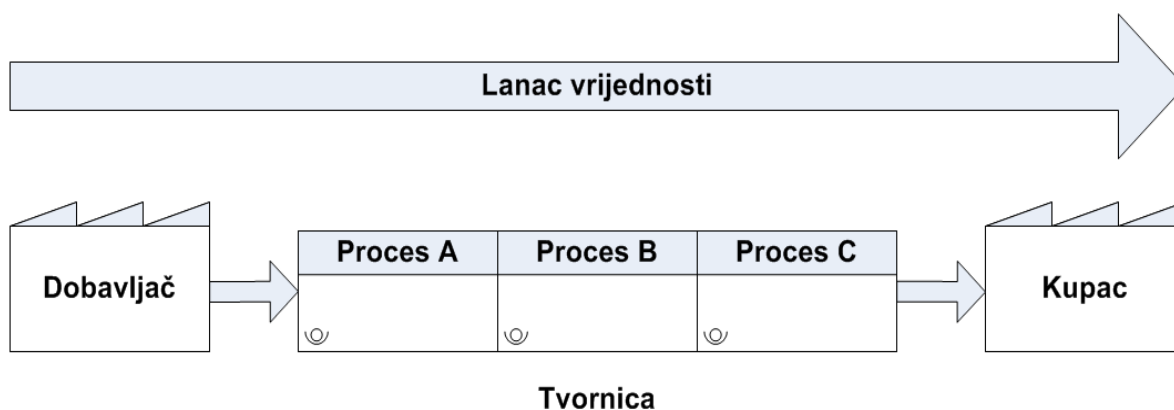 Lanac vrijednosti
Dobavljač
Proces A
Proces B
Proces C
Kupac
Tvornica